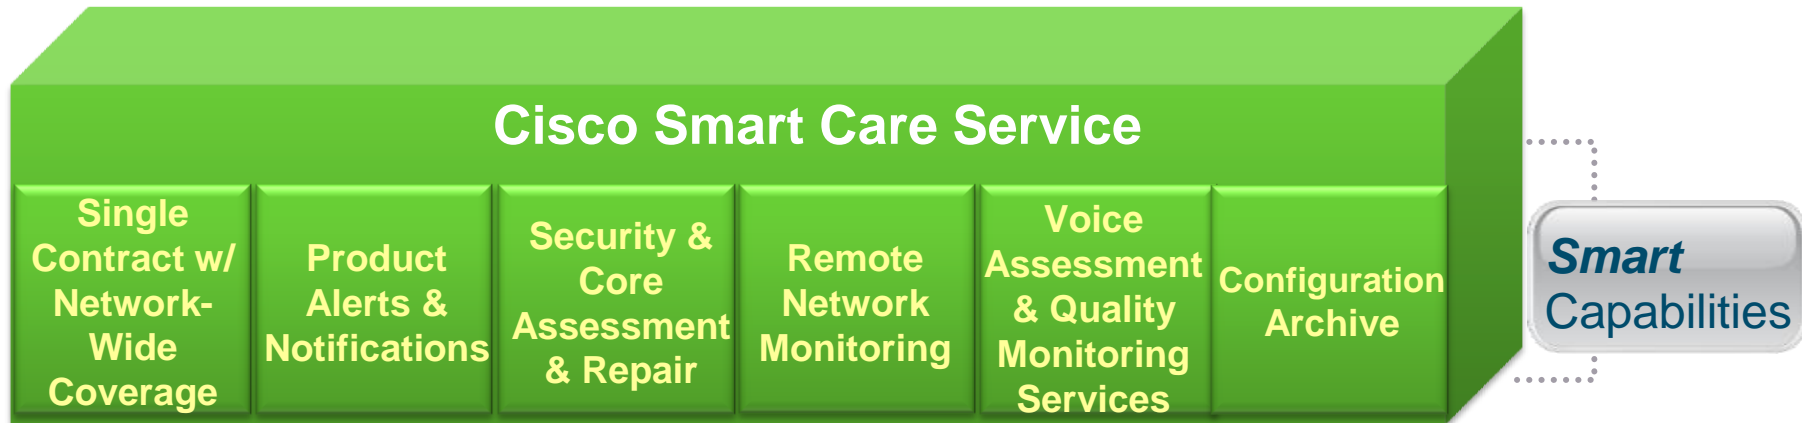 Cisco Smart Care Service
Single
Contract w/
Network-
Wide
Coverage
Product
Alerts &
Notifications
Security &
Core
Assessment
& Repair
Remote
Network
Monitoring
Voice
Assessment
& Quality
Monitoring
Services
Configuration
Archive
Smart
Capabilities